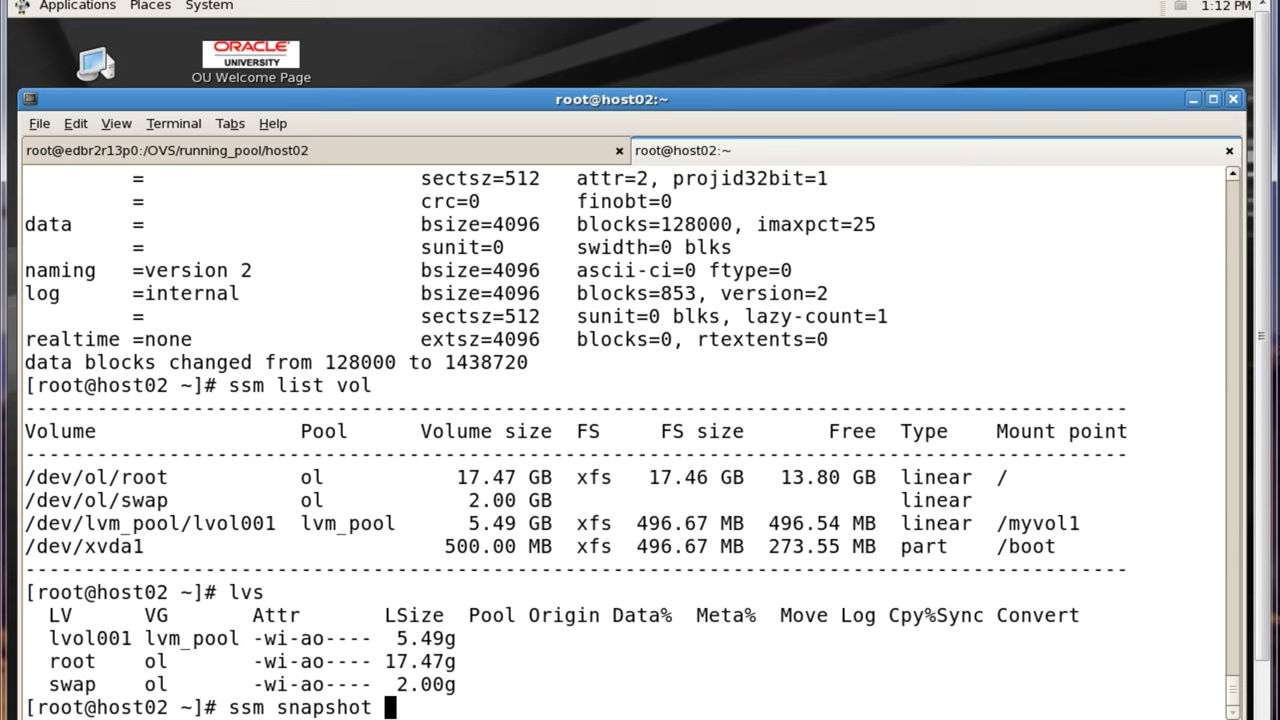 Applications Places System 1:12 PM
ORACLE
UNIVERSITY
OU Welcome Page
root@host02:~
File Edit View Terminal Tabs Help
root@edbr2r13p0:/OVS/running_pool/host02 × root@host02:~ ×
= sectsz=512 attr=2, projid32bit=1
= crc=0 finobt=0
data = bsize=4096 blocks=128000, imaxpct=25
= sunit=0 swidth=0 blks
naming =version 2 bsize=4096 ascii-ci=0 ftype=0
log =internal bsize=4096 blocks=853, version=2
= sectsz=512 sunit=0 blks, lazy-count=1
realtime =none extsz=4096 blocks=0, rtextents=0
data blocks changed from 128000 to 1438720
[root@host02 ~]# ssm list vol
--------------------------------------------------------------------------------------------
Volume Pool Volume size FS FS size Free Type Mount point
--------------------------------------------------------------------------------------------
/dev/ol/root ol 17.47 GB xfs 17.46 GB 13.80 GB linear /
/dev/ol/swap ol 2.00 GB linear
/dev/lvm_pool/lvol001 lvm_pool 5.49 GB xfs 496.67 MB 496.54 MB linear /myvol1
/dev/xvda1 500.00 MB xfs 496.67 MB 273.55 MB part /boot
--------------------------------------------------------------------------------------------
[root@host02 ~]# lvs
LV VG Attr LSize Pool Origin Data% Meta% Move Log Cpy%Sync Convert
lvol001 lvm_pool -wi-ao---- 5.49g
root ol -wi-ao---- 17.47g
swap ol -wi-ao---- 2.00g
[root@host02 ~]# ssm snapshot